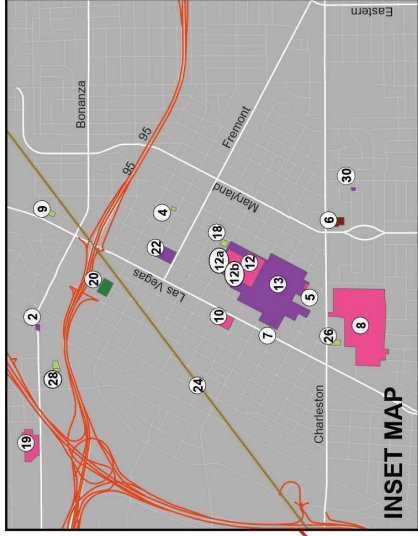 Eastern
Bonanza
95
95
Fremont
Maryland
Las Vegas
Charleston
9
4
30
6
18
22
20
2
28
19
12a
12b
12
13
5
10
7
26
8
24
INSET MAP